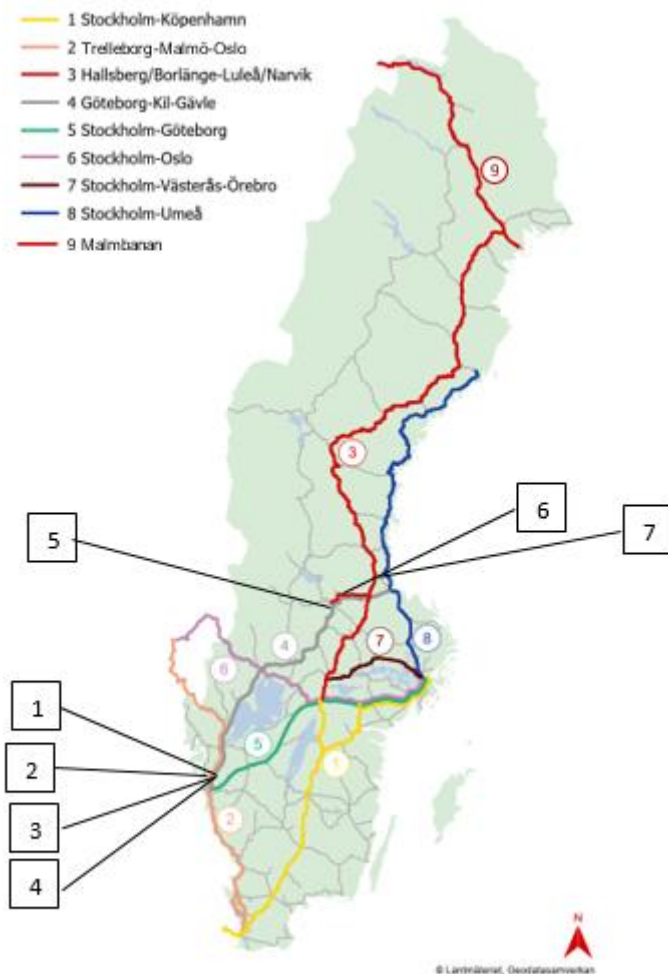 1 Stockholm-Köpenhamn
2 Trelleborg-Malmö-Oslo
3 Hallsberg/Borlänge-Luleå/Narvik
4 Göteborg-Kil-Gävle
5 Stockholm-Göteborg
6 Stockholm-Oslo
7 Stockholm-Västerås-Örebro
8 Stockholm-Umeå
9 Malmbanan
9
3
6
5
7
4
7
8
6
1
5
2
1
3
2
4
N
© Lantmäteriet, Geodatasamverkan